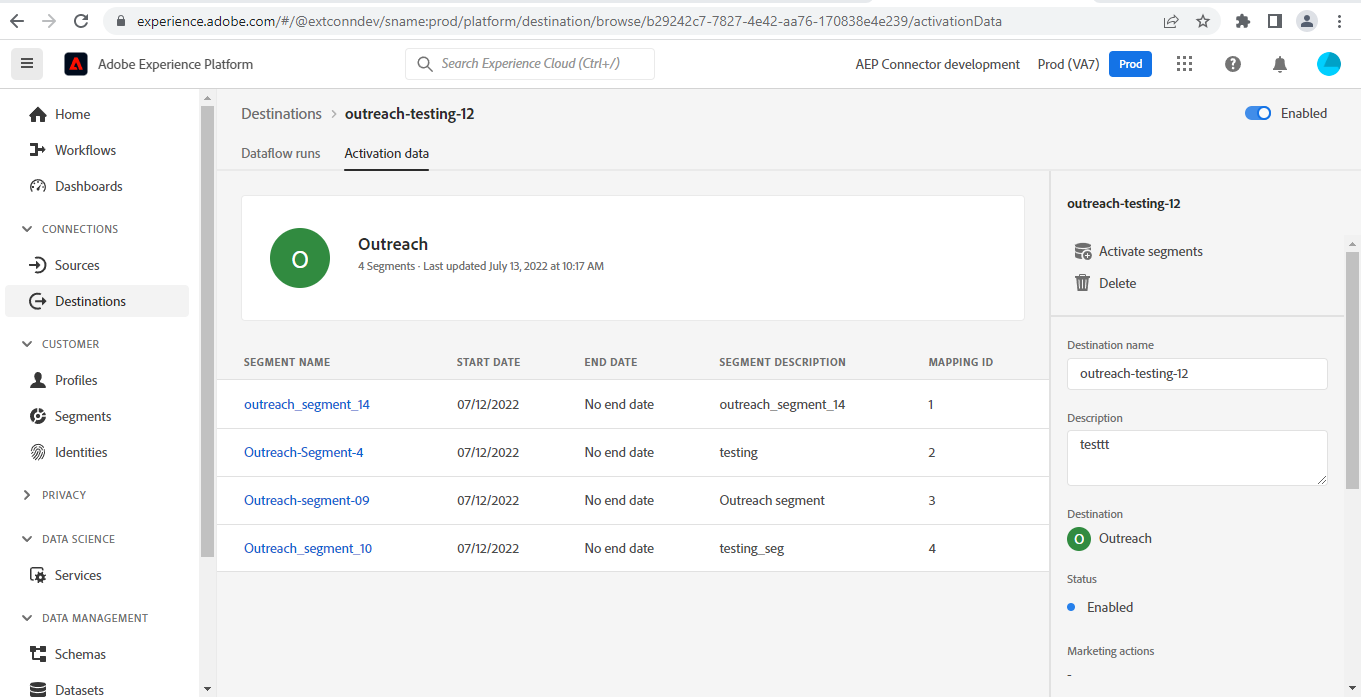 experience.adobe.com/#/@extconndev/sname:prod/platform/destination/browse/b29242c7-7827-4e42-aa76-170838e4e239/activationData
Adobe Experience Platform
Search Experience Cloud (Ctrl+/)
AEP Connector development
Prod (VA7)
Prod
Home
Workflows
Dashboards
CONNECTIONS
Sources
Destinations
CUSTOMER
Profiles
Segments
Identities
PRIVACY
DATA SCIENCE
Services
DATA MANAGEMENT
Schemas
Datasets
Destinations > outreach-testing-12
Enabled
Dataflow runs
Activation data
O
Outreach
4 Segments · Last updated July 13, 2022 at 10:17 AM
SEGMENT NAME START DATE END DATE SEGMENT DESCRIPTION MAPPING ID
outreach_segment_14 07/12/2022 No end date outreach_segment_14 1
Outreach-Segment-4 07/12/2022 No end date testing 2
Outreach-segment-09 07/12/2022 No end date Outreach segment 3
Outreach_segment_10 07/12/2022 No end date testing_seg 4
outreach-testing-12
Activate segments
Delete
Destination name
outreach-testing-12
Description
testtt
Destination
O Outreach
Status
Enabled
Marketing actions
-